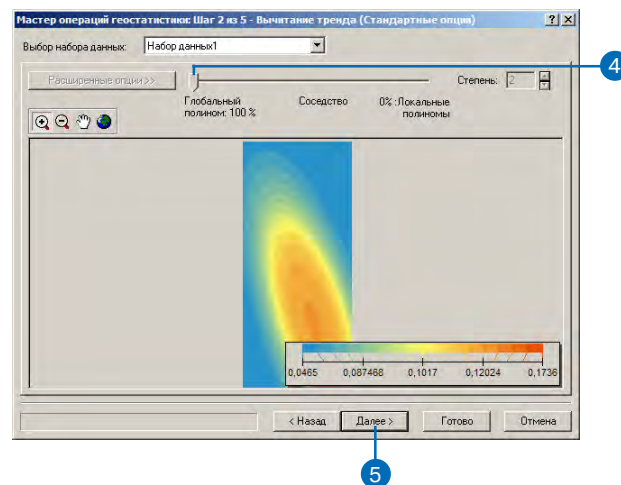 Мастер операций геостатистики: Шаг 2 из 5 - Вычитание тренда (Стандартные опции)
Выбор набора данных: Набор данных1
Расширенные опции>> Степень: 2
4
Глобальный полином: 100 %
Соседство
0% :Локальные полиномы
0,0465 0,087468 0,1017 0,12024 0,1736
< Назад Далее > Готово Отмена
5